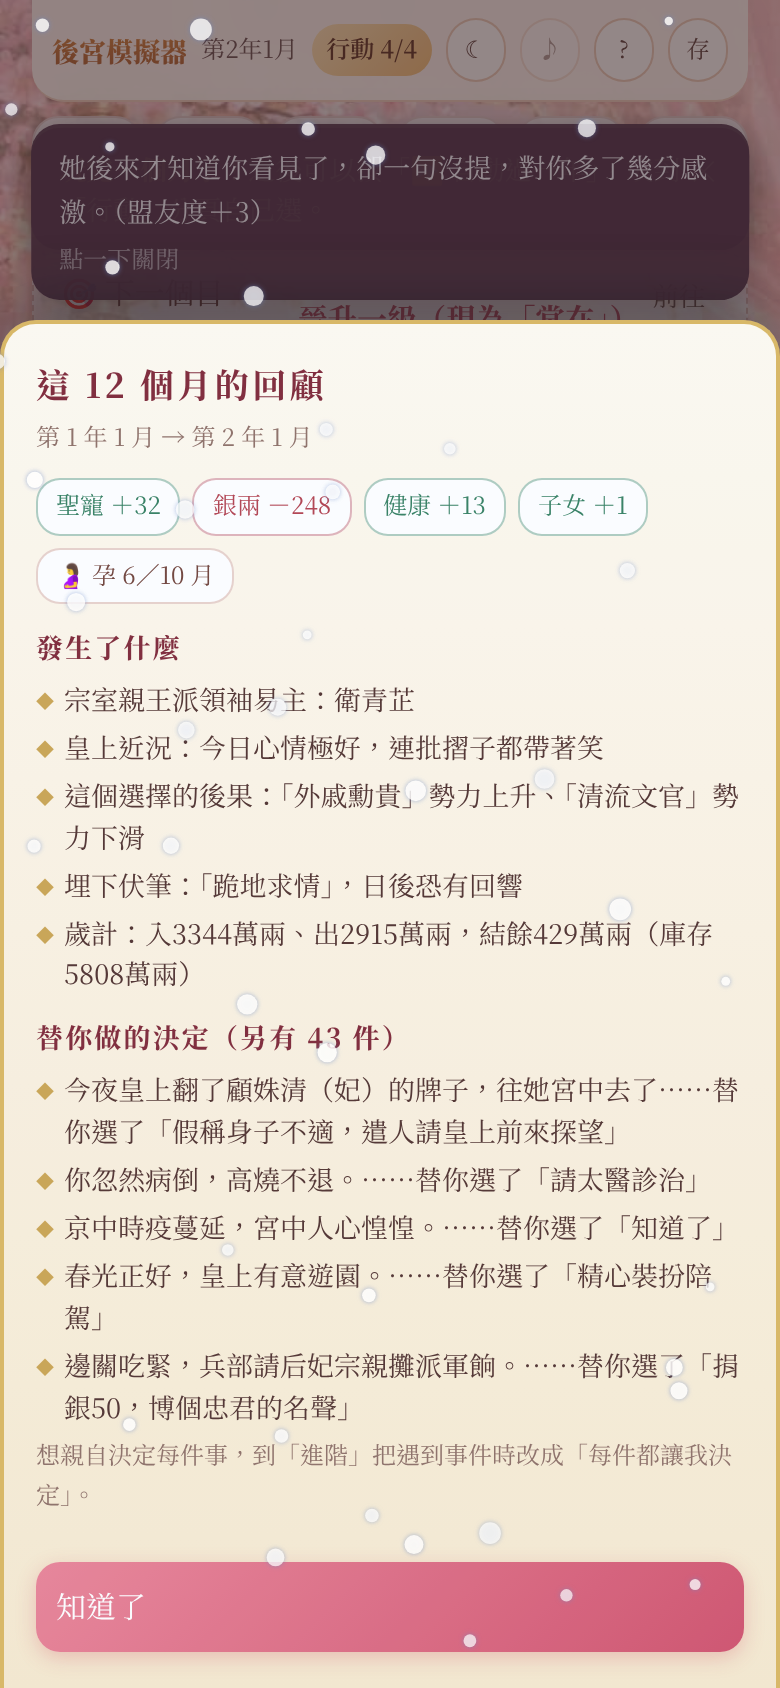 後宮模擬器 第2年1月 行動 4/4 ☾ ♪ ? 存
她後來才知道你看見了，卻一句沒提，對你多了幾分感
激。（盟友度＋3）
點一下關閉
晉升一級（現為「常在」） 前往
這 12 個月的回顧
第 1 年 1 月 → 第 2 年 1 月
聖寵 ＋32 銀兩 －248 健康 ＋13 子女 ＋1
🤰 孕 6／10 月
發生了什麼
◆ 宗室親王派領袖易主：衛青芷
◆ 皇上近況：今日心情極好，連批摺子都帶著笑
◆ 這個選擇的後果：「外戚勳貴」勢力上升、「清流文官」勢
力下滑
◆ 埋下伏筆：「跪地求情」，日後恐有回響
◆ 歲計：入3344萬兩、出2915萬兩，結餘429萬兩（庫存
5808萬兩）
替你做的決定（另有 43 件）
◆ 今夜皇上翻了顧姝清（妃）的牌子，往她宮中去了……替
你選了「假稱身子不適，遣人請皇上前來探望」
◆ 你忽然病倒，高燒不退。……替你選了「請太醫診治」
◆ 京中時疫蔓延，宮中人心惶惶。……替你選了「知道了」
◆ 春光正好，皇上有意遊園。……替你選了「精心裝扮陪
駕」
◆ 邊關吃緊，兵部請后妃宗親攤派軍餉。……替你選了「捐
銀50，博個忠君的名聲」
想親自決定每件事，到「進階」把遇到事件時改成「每件都讓我決
定」。
知道了